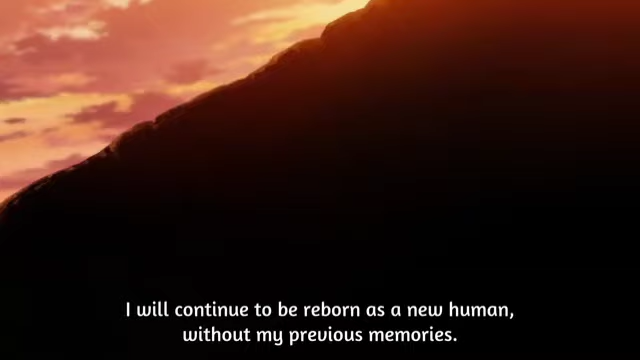 I will continue to be reborn as a new human,
without my previous memories.